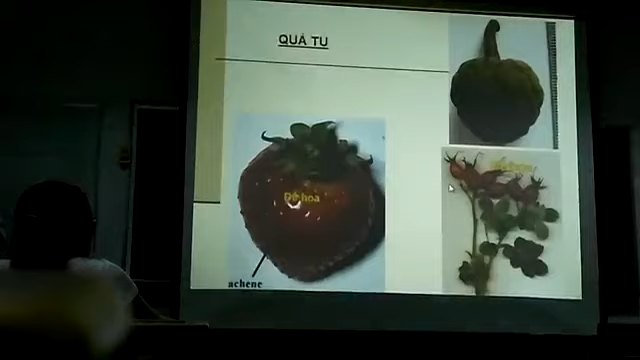 QUẢ TỤ
Đế hoa
achene